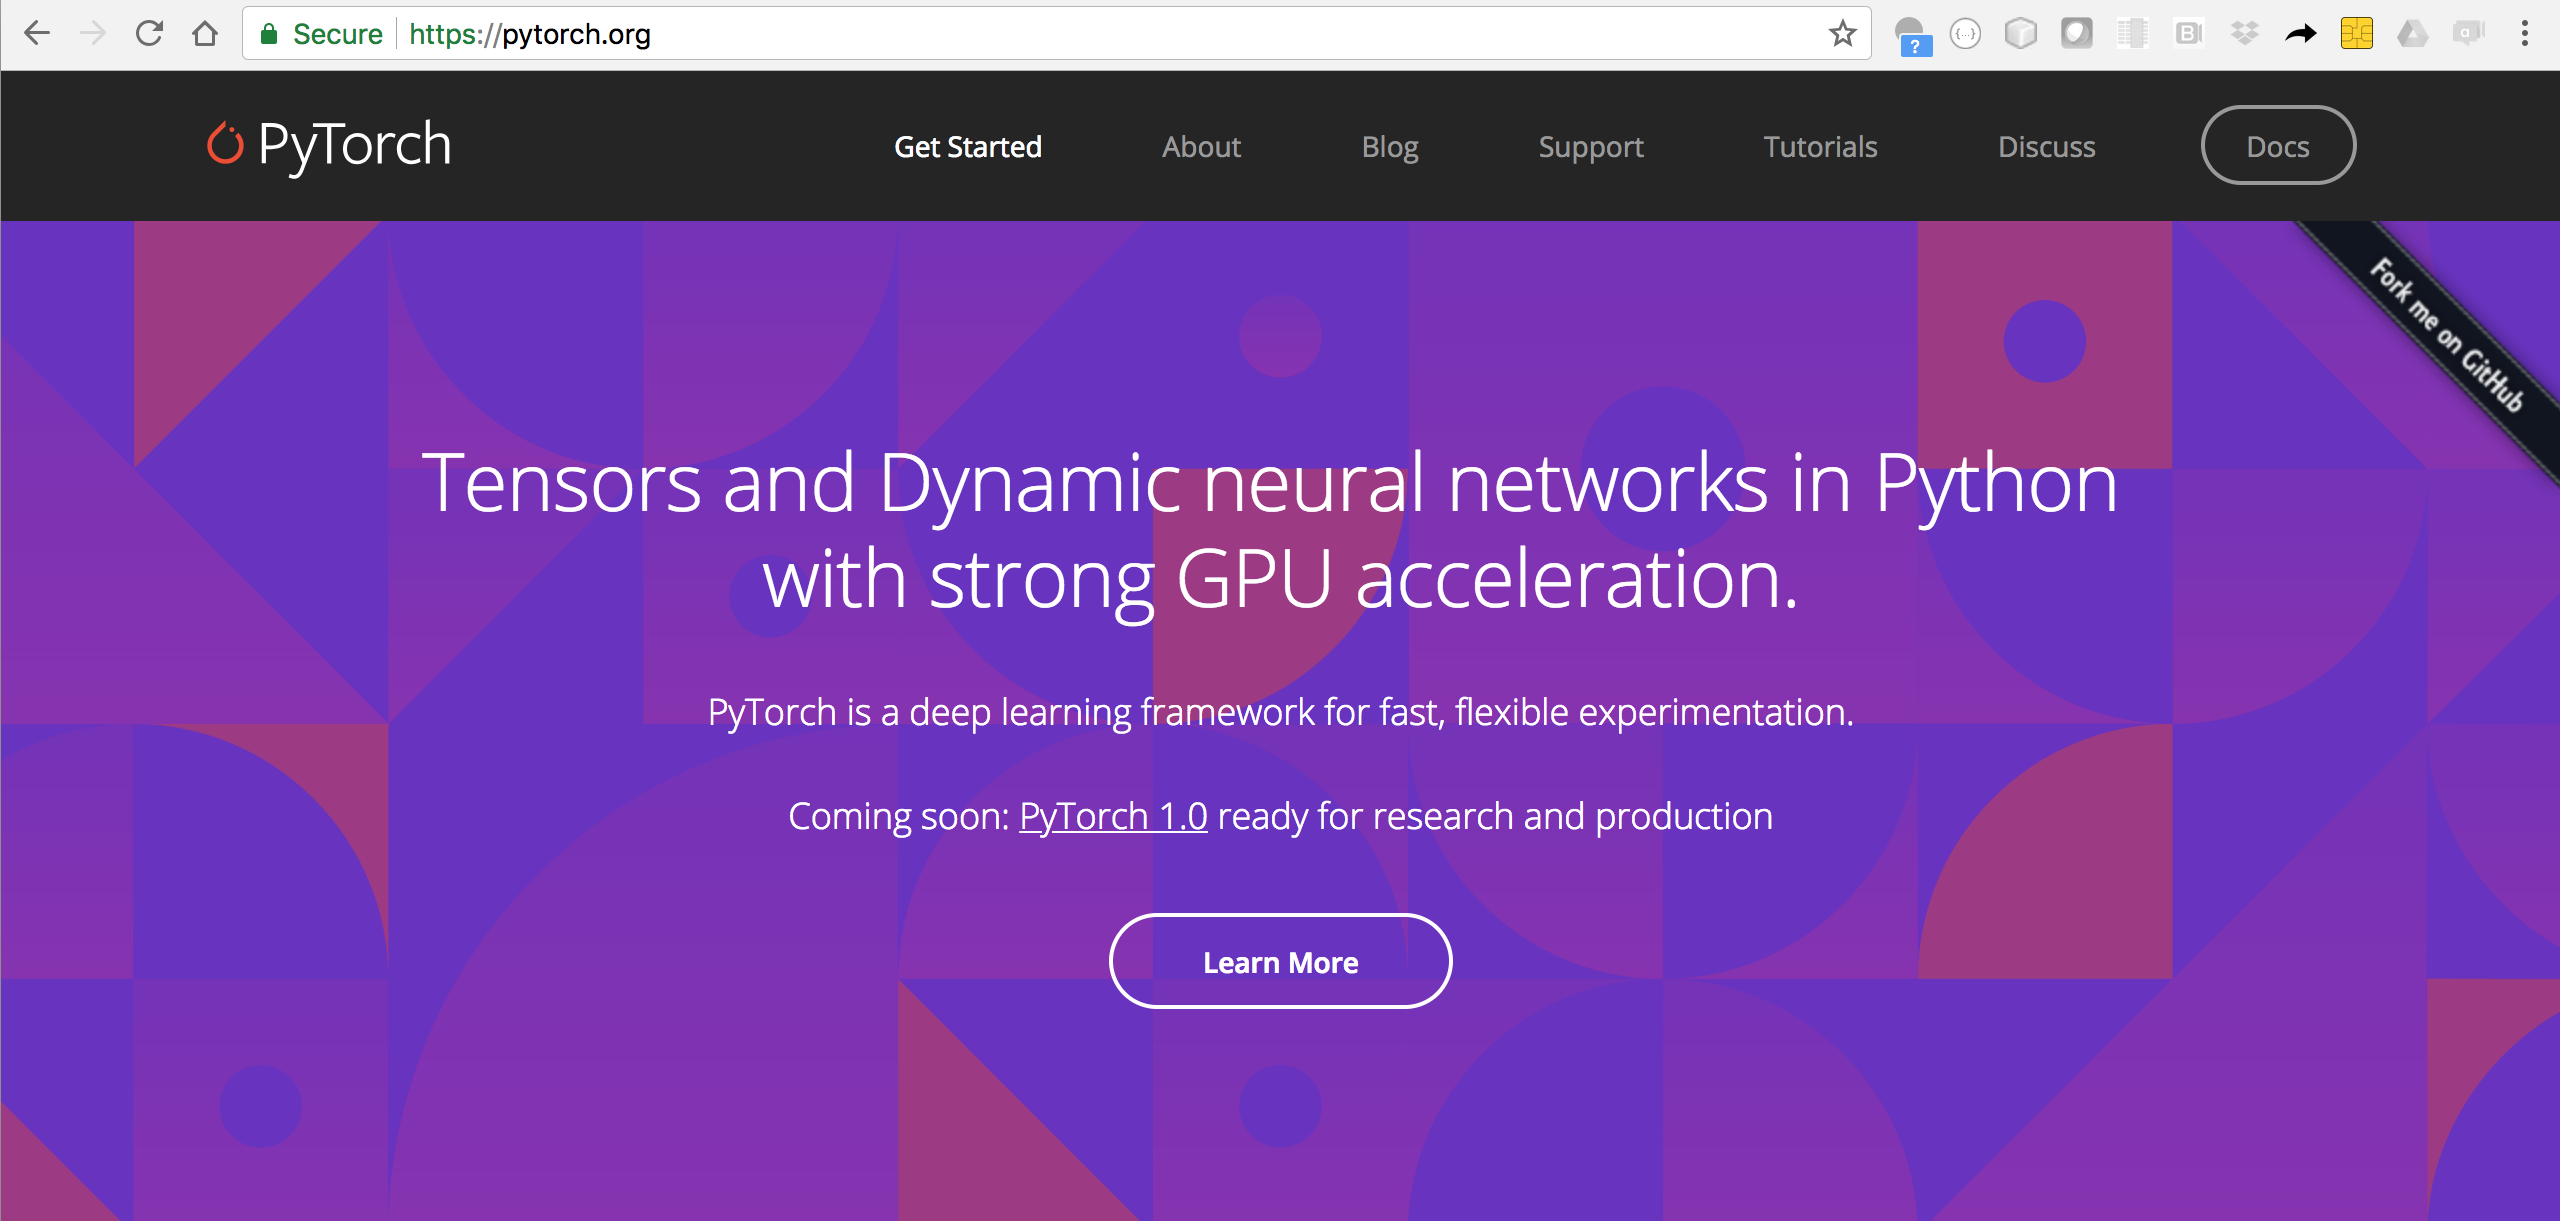 Secure https://pytorch.org
PyTorch
Get Started
About
Blog
Support
Tutorials
Discuss
Docs
Fork me on GitHub
Tensors and Dynamic neural networks in Python
with strong GPU acceleration.
PyTorch is a deep learning framework for fast, flexible experimentation.
Coming soon: PyTorch 1.0 ready for research and production
Learn More